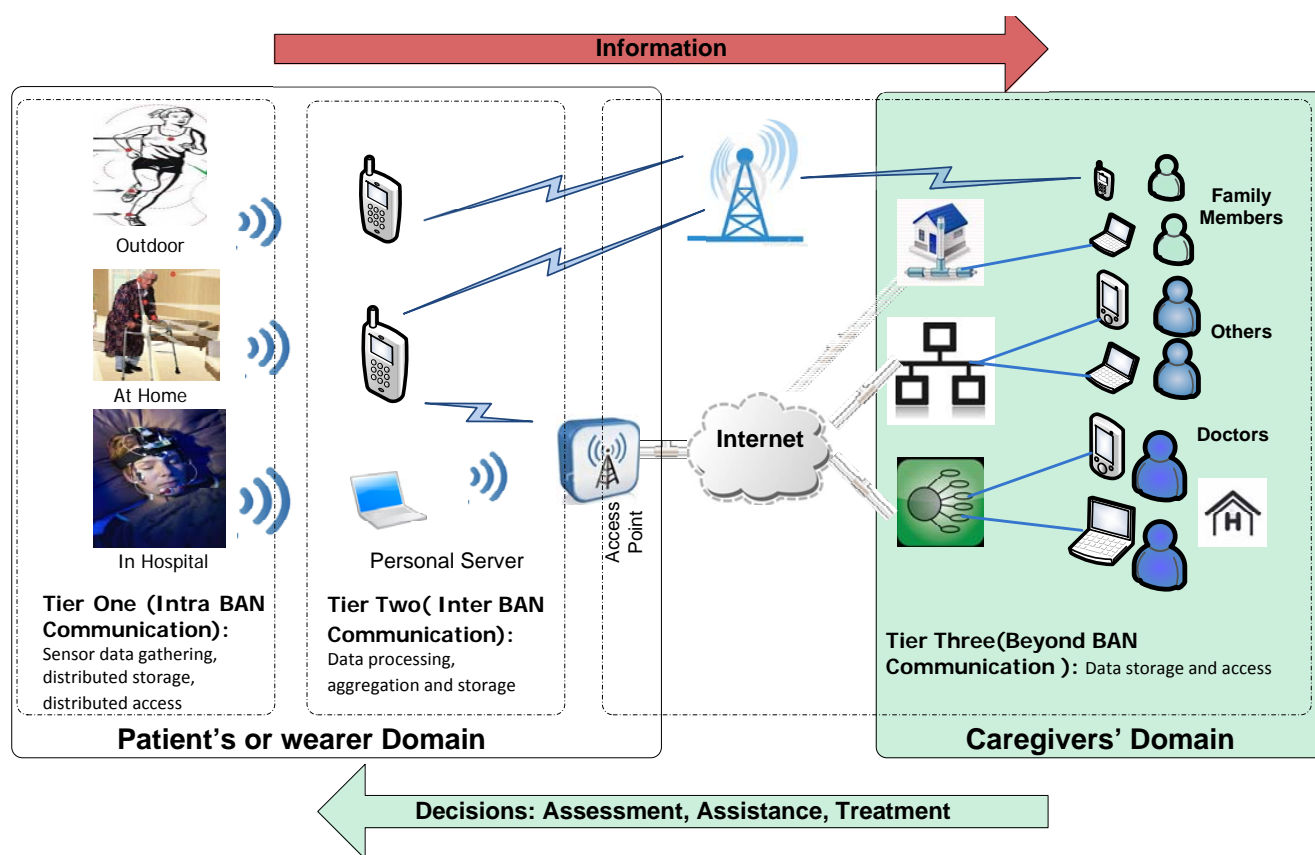 Information
Outdoor
At Home
In Hospital
Tier One (Intra BAN
Communication):
Sensor data gathering,
distributed storage,
distributed access
Personal Server
Tier Two( Inter BAN
Communication):
Data processing,
aggregation and storage
Access
Point
Internet
Family
Members
Others
Doctors
H
Tier Three(Beyond BAN
Communication ): Data storage and access
Patient's or wearer Domain
Caregivers' Domain
Decisions: Assessment, Assistance, Treatment